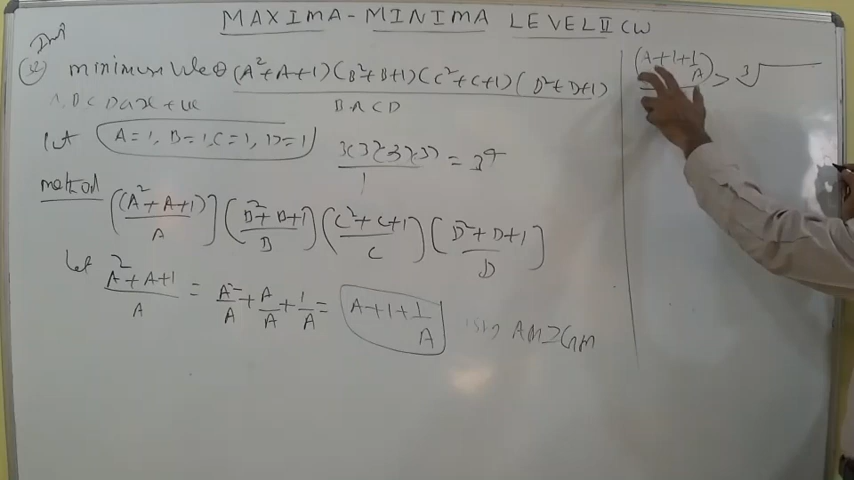 MAXIMA-MINIMA LEVEL II CW
Imp
Q. minimum (A²+A+1)(B²+B+1)(C²+C+1)(D²+D+1)
A, B, C, D
let A=1, B=1, C=1, D=1 3(3)(3)(3) = 3⁴
1
method ((A²+A+1)/A)(B²+B+1/B)(C²+C+1/C)(D²+D+1/D)
let A²+A+1/A = A²/A + A/A + 1/A = A+1+1/A using AM≥GM
(A+1+1/A) ≥ ³√